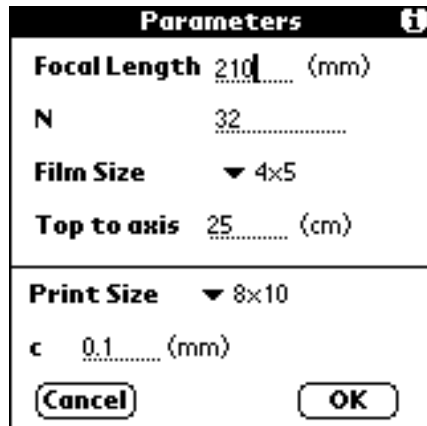 Parameters i
Focal Length 210 (mm)
N 32
Film Size 4x5
Top to axis 25 (cm)
Print Size 8x10
c 0.1 (mm)
Cancel OK